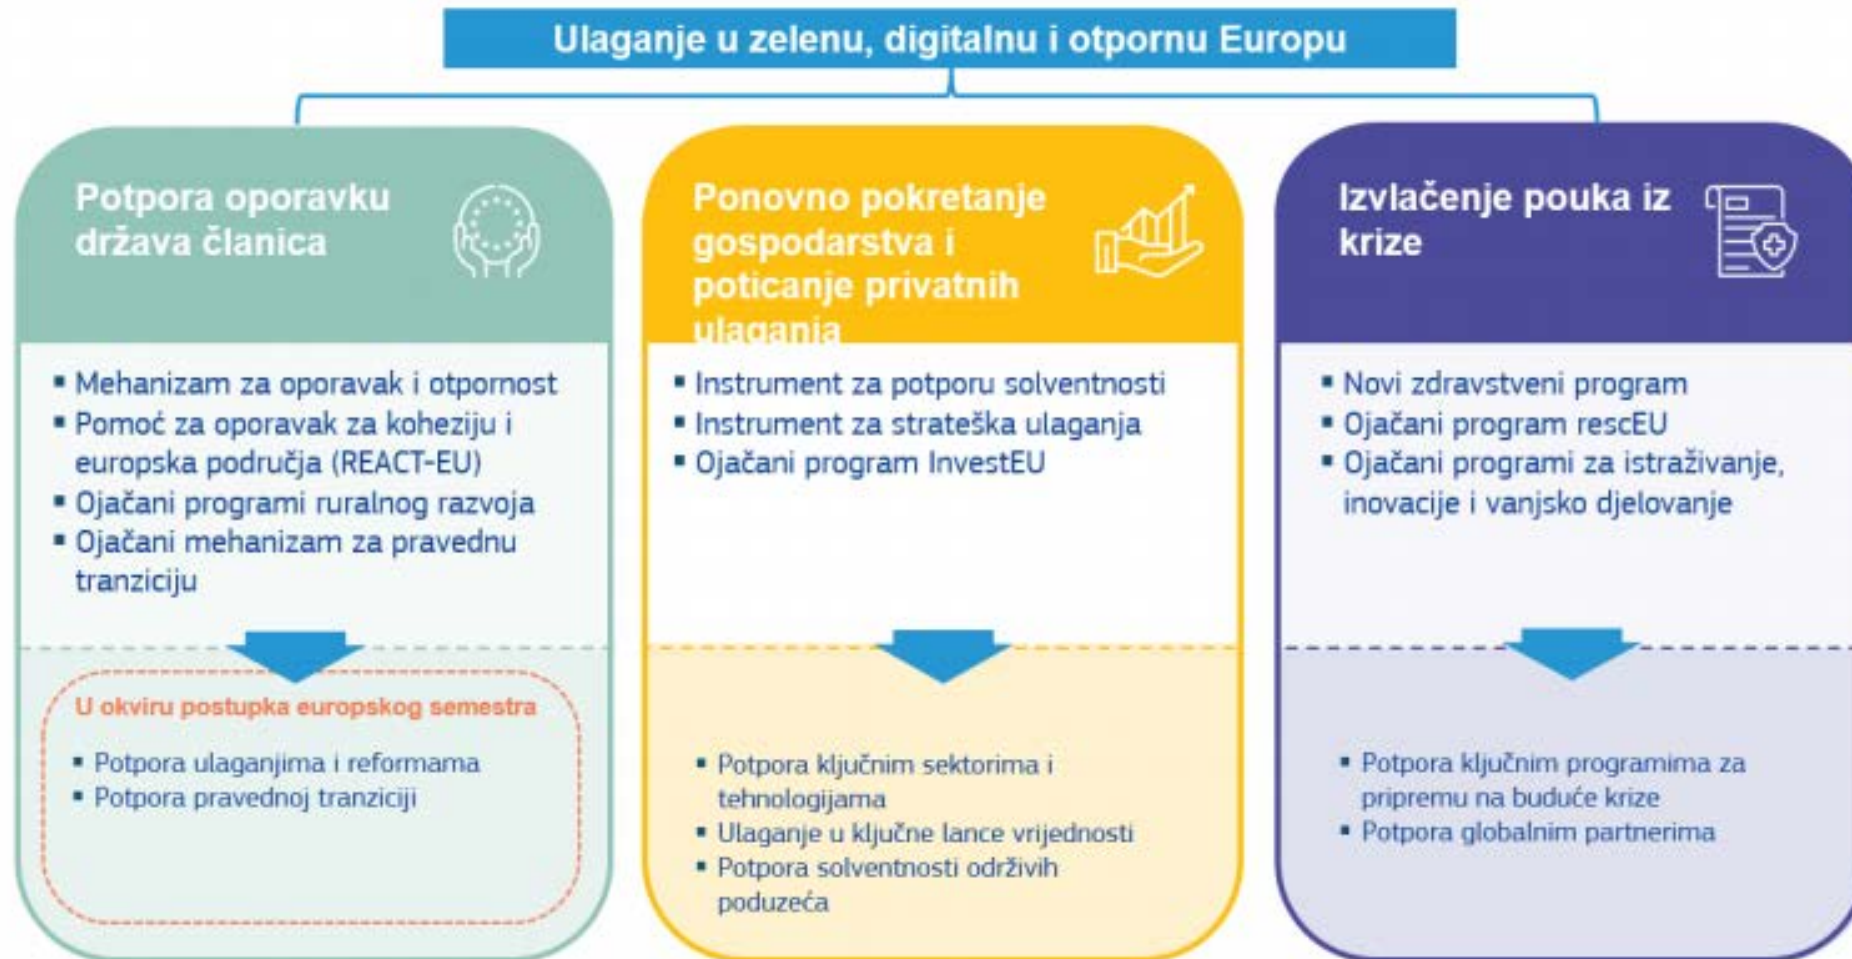 Ulaganje u zelenu, digitalnu i otpornu Europu
Potpora oporavku
država članica
▪ Mehanizam za oporavak i otpornost
▪ Pomoć za oporavak za koheziju i
europska područja (REACT-EU)
▪ Ojačani programi ruralnog razvoja
▪ Ojačani mehanizam za pravednu
tranziciju
U okviru postupka europskog semestra
▪ Potpora ulaganjima i reformama
▪ Potpora pravednoj tranziciji
Ponovno pokretanje
gospodarstva i
poticanje privatnih
ulaganja
▪ Instrument za potporu solventnosti
▪ Instrument za strateška ulaganja
▪ Ojačani program InvestEU
▪ Potpora ključnim sektorima i
tehnologijama
▪ Ulaganje u ključne lance vrijednosti
▪ Potpora solventnosti održivih
poduzeća
Izvlačenje pouka iz
krize
▪ Novi zdravstveni program
▪ Ojačani program rescEU
▪ Ojačani programi za istraživanje,
inovacije i vanjsko djelovanje
▪ Potpora ključnim programima za
pripremu na buduće krize
▪ Potpora globalnim partnerima